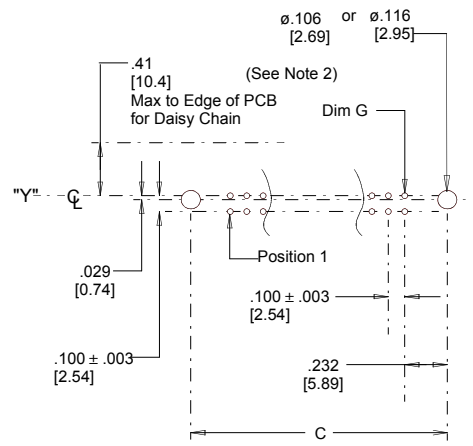 ø.106 or ø.116
[2.69] [2.95]
.41
[10.4]
Max to Edge of PCB
for Daisy Chain
(See Note 2)
Dim G
"Y" ℄
Position 1
.029
[0.74]
.100 ± .003
[2.54]
.100 ± .003
[2.54]
.232
[5.89]
C